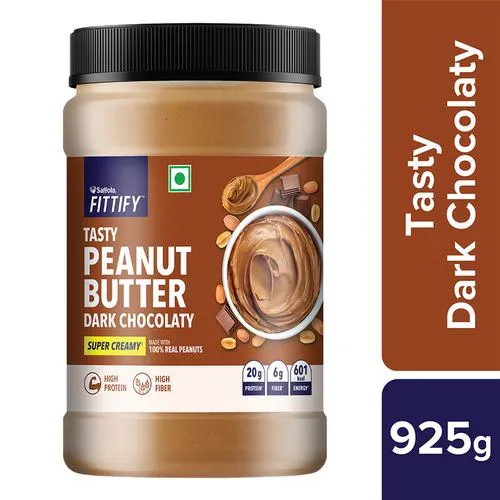 Saffola
FITTIFY
TASTY
PEANUT
BUTTER
DARK CHOCOLATY
SUPER CREAMY*
MADE WITH
100% REAL PEANUTS
HIGH
PROTEIN
HIGH
FIBER
20g
PROTEIN^
6g
FIBER^
601
kcal
ENERGY^
Tasty
Dark Chocolaty
925g